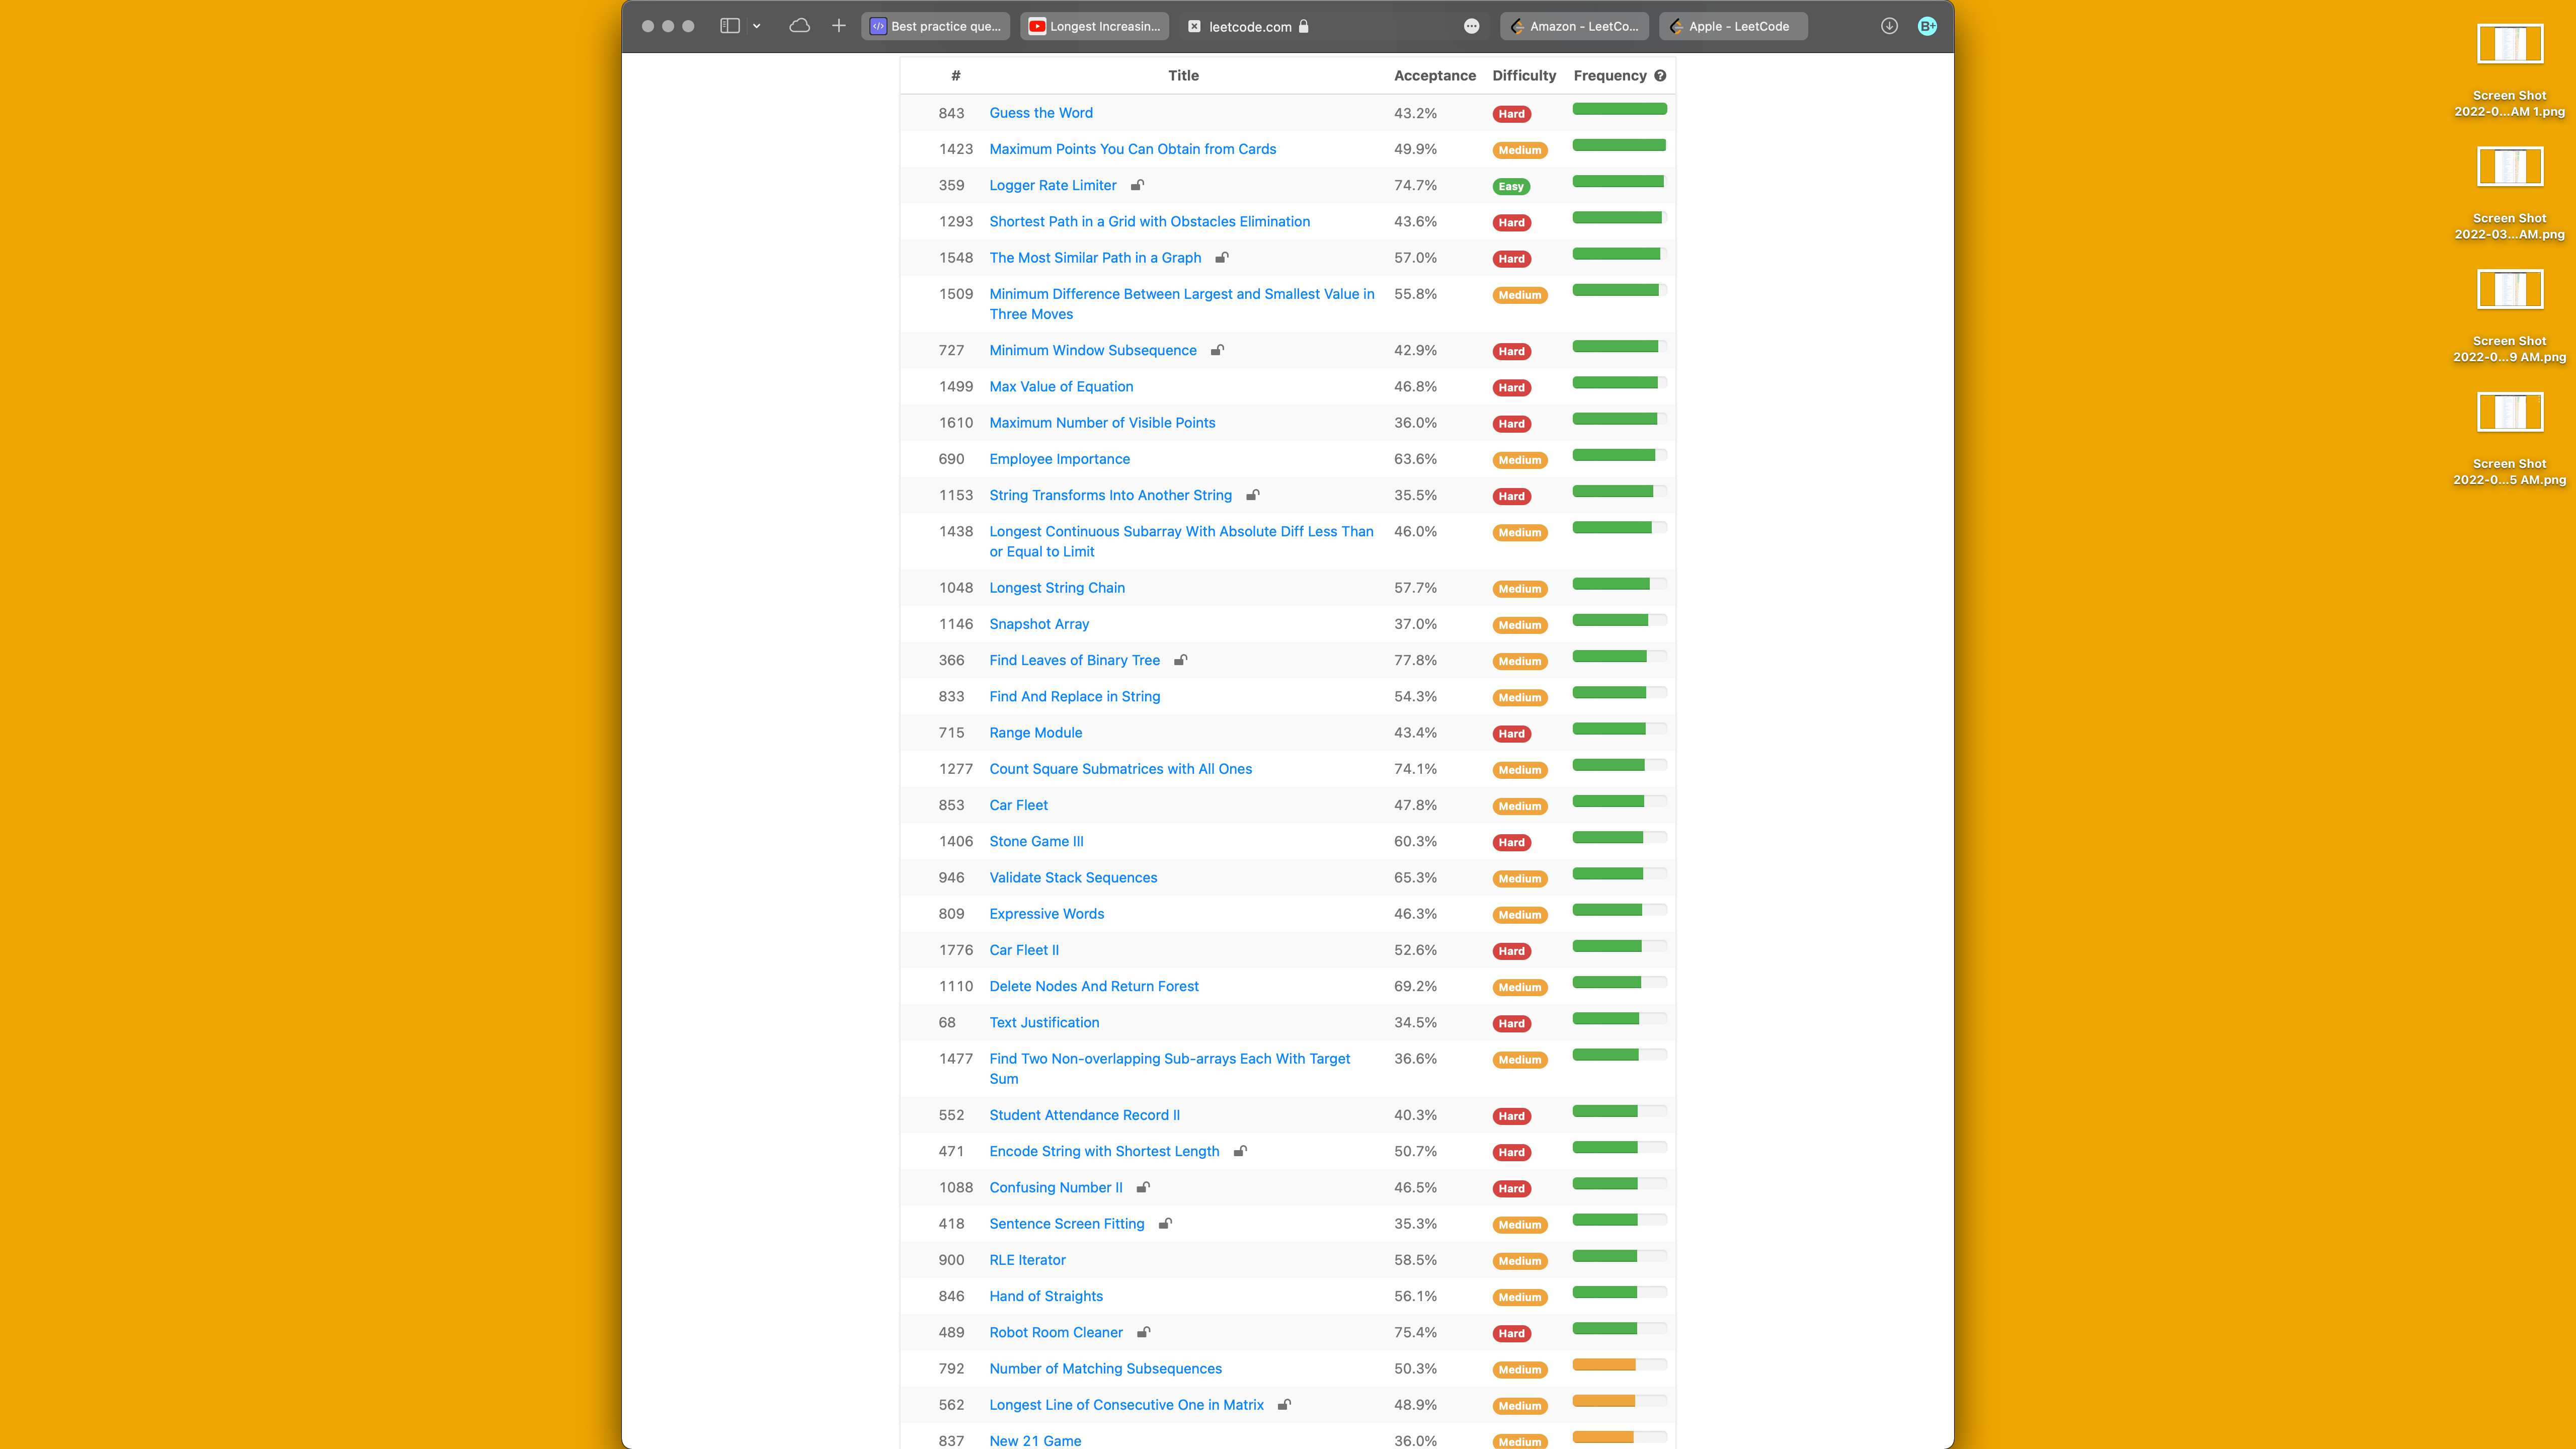 Best practice que...
Longest Increasin...
leetcode.com
Amazon - LeetCo...
Apple - LeetCode
B+
# Title Acceptance Difficulty Frequency ?
843 Guess the Word 43.2% Hard
1423 Maximum Points You Can Obtain from Cards 49.9% Medium
359 Logger Rate Limiter 74.7% Easy
1293 Shortest Path in a Grid with Obstacles Elimination 43.6% Hard
1548 The Most Similar Path in a Graph 57.0% Hard
1509 Minimum Difference Between Largest and Smallest Value in 55.8% Medium
Three Moves
727 Minimum Window Subsequence 42.9% Hard
1499 Max Value of Equation 46.8% Hard
1610 Maximum Number of Visible Points 36.0% Hard
690 Employee Importance 63.6% Medium
1153 String Transforms Into Another String 35.5% Hard
1438 Longest Continuous Subarray With Absolute Diff Less Than 46.0% Medium
or Equal to Limit
1048 Longest String Chain 57.7% Medium
1146 Snapshot Array 37.0% Medium
366 Find Leaves of Binary Tree 77.8% Medium
833 Find And Replace in String 54.3% Medium
715 Range Module 43.4% Hard
1277 Count Square Submatrices with All Ones 74.1% Medium
853 Car Fleet 47.8% Medium
1406 Stone Game III 60.3% Hard
946 Validate Stack Sequences 65.3% Medium
809 Expressive Words 46.3% Medium
1776 Car Fleet II 52.6% Hard
1110 Delete Nodes And Return Forest 69.2% Medium
68 Text Justification 34.5% Hard
1477 Find Two Non-overlapping Sub-arrays Each With Target 36.6% Medium
Sum
552 Student Attendance Record II 40.3% Hard
471 Encode String with Shortest Length 50.7% Hard
1088 Confusing Number II 46.5% Hard
418 Sentence Screen Fitting 35.3% Medium
900 RLE Iterator 58.5% Medium
846 Hand of Straights 56.1% Medium
489 Robot Room Cleaner 75.4% Hard
792 Number of Matching Subsequences 50.3% Medium
562 Longest Line of Consecutive One in Matrix 48.9% Medium
837 New 21 Game 36.0% Medium
Screen Shot
2022-0...AM 1.png
Screen Shot
2022-03...AM.png
Screen Shot
2022-0...9 AM.png
Screen Shot
2022-0...5 AM.png